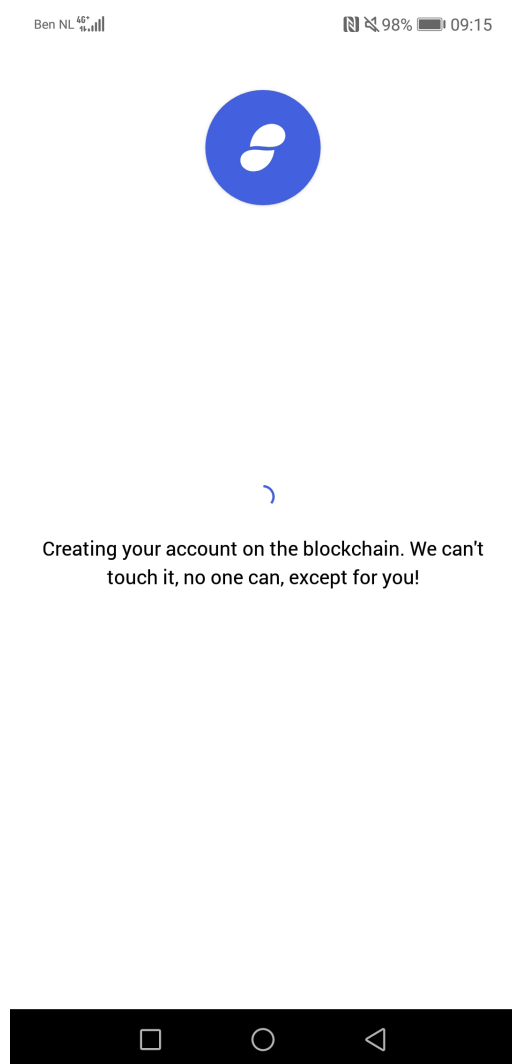 Ben NL 4G+ 98% 09:15
Creating your account on the blockchain. We can't
touch it, no one can, except for you!